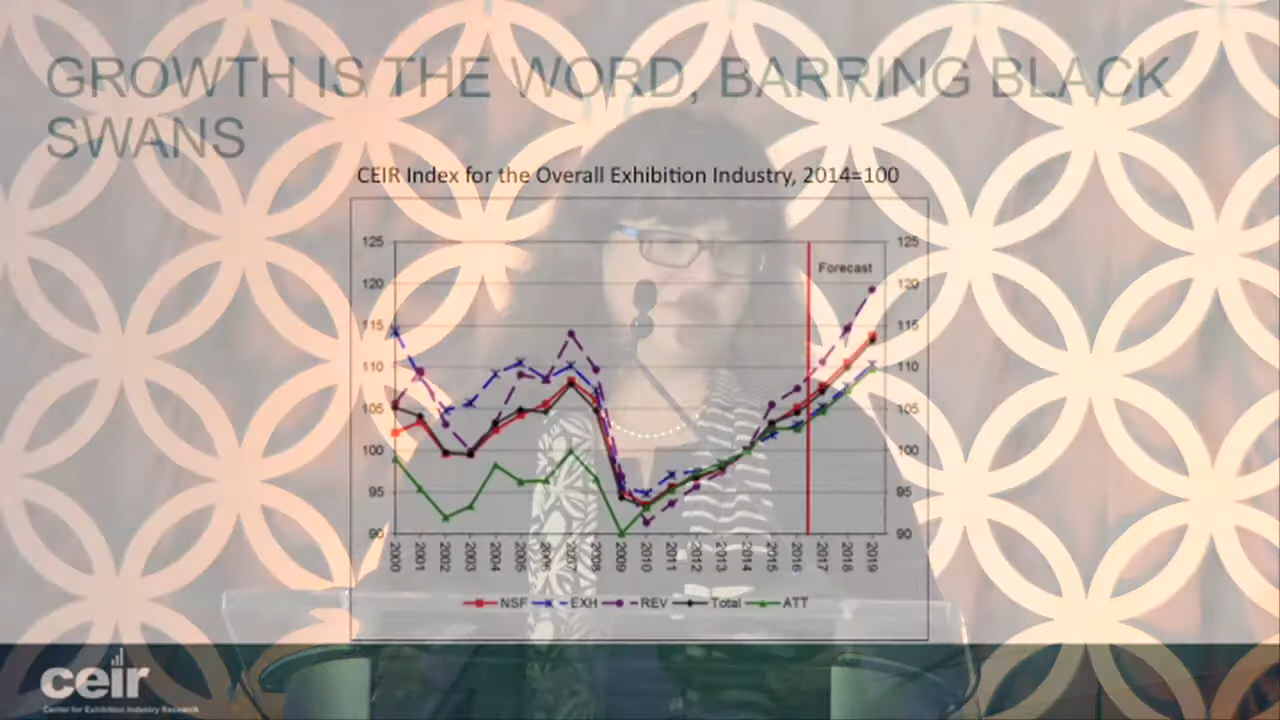 GROWTH IS THE WORD, BARRING BLACK
SWANS
CEIR Index for the Overall Exhibition Industry, 2014=100
125 125
Forecast
120 120
115 115
110 110
105 105
100 100
95 95
90 90
2000 2001 2002 2003 2004 2005 2006 2007 2008 2009 2010 2011 2012 2013 2014 2015 2016 2017 2018 2019
NSF EXH REV Total ATT
ceir
Center for Exhibition Industry Research